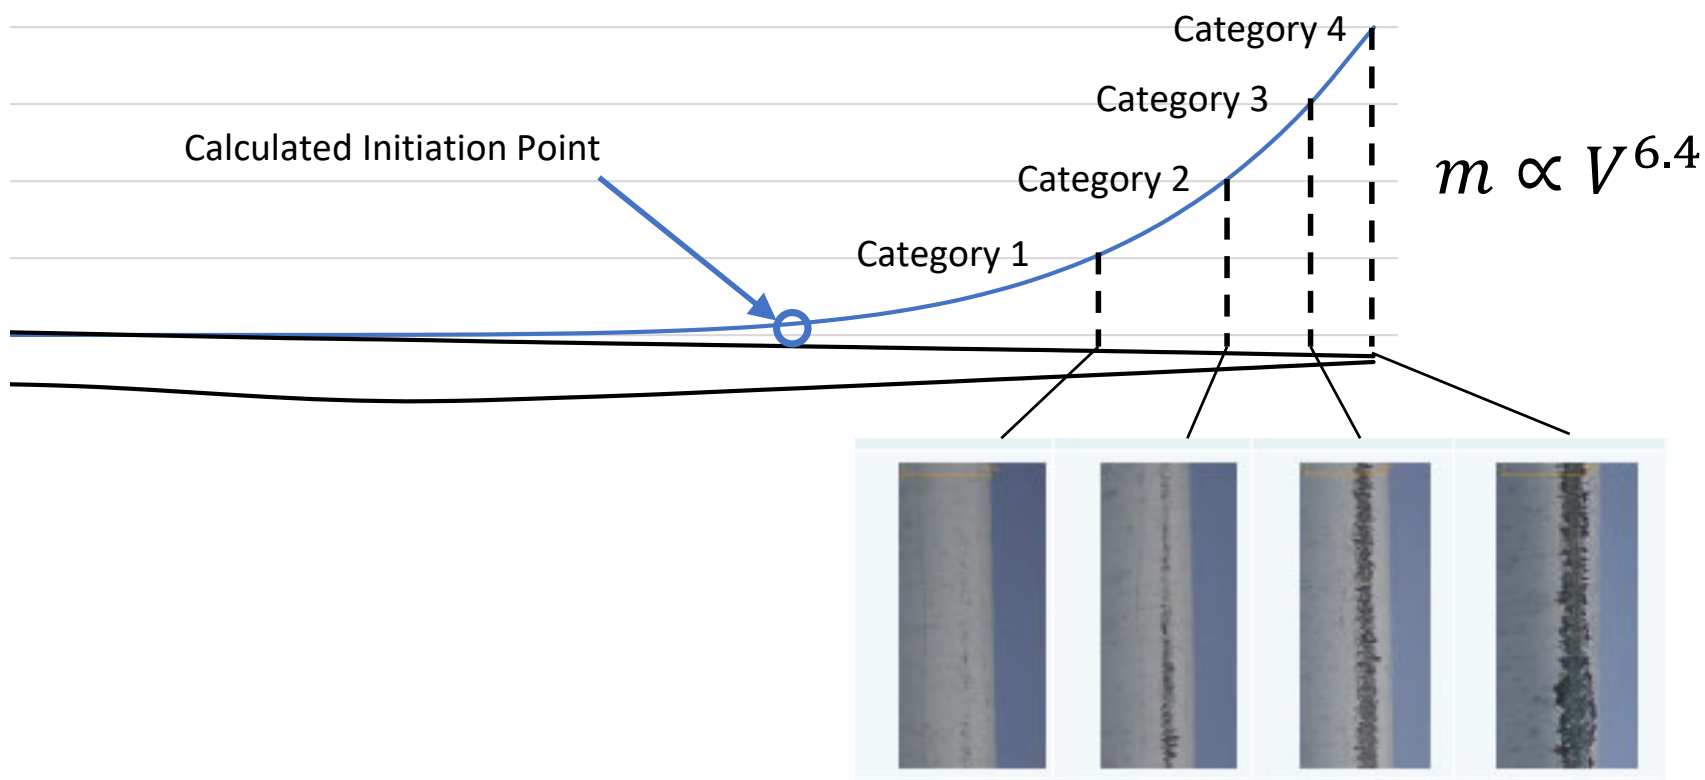 Category 4
Category 3
Calculated Initiation Point
Category 2
m ∝ V^6.4
Category 1